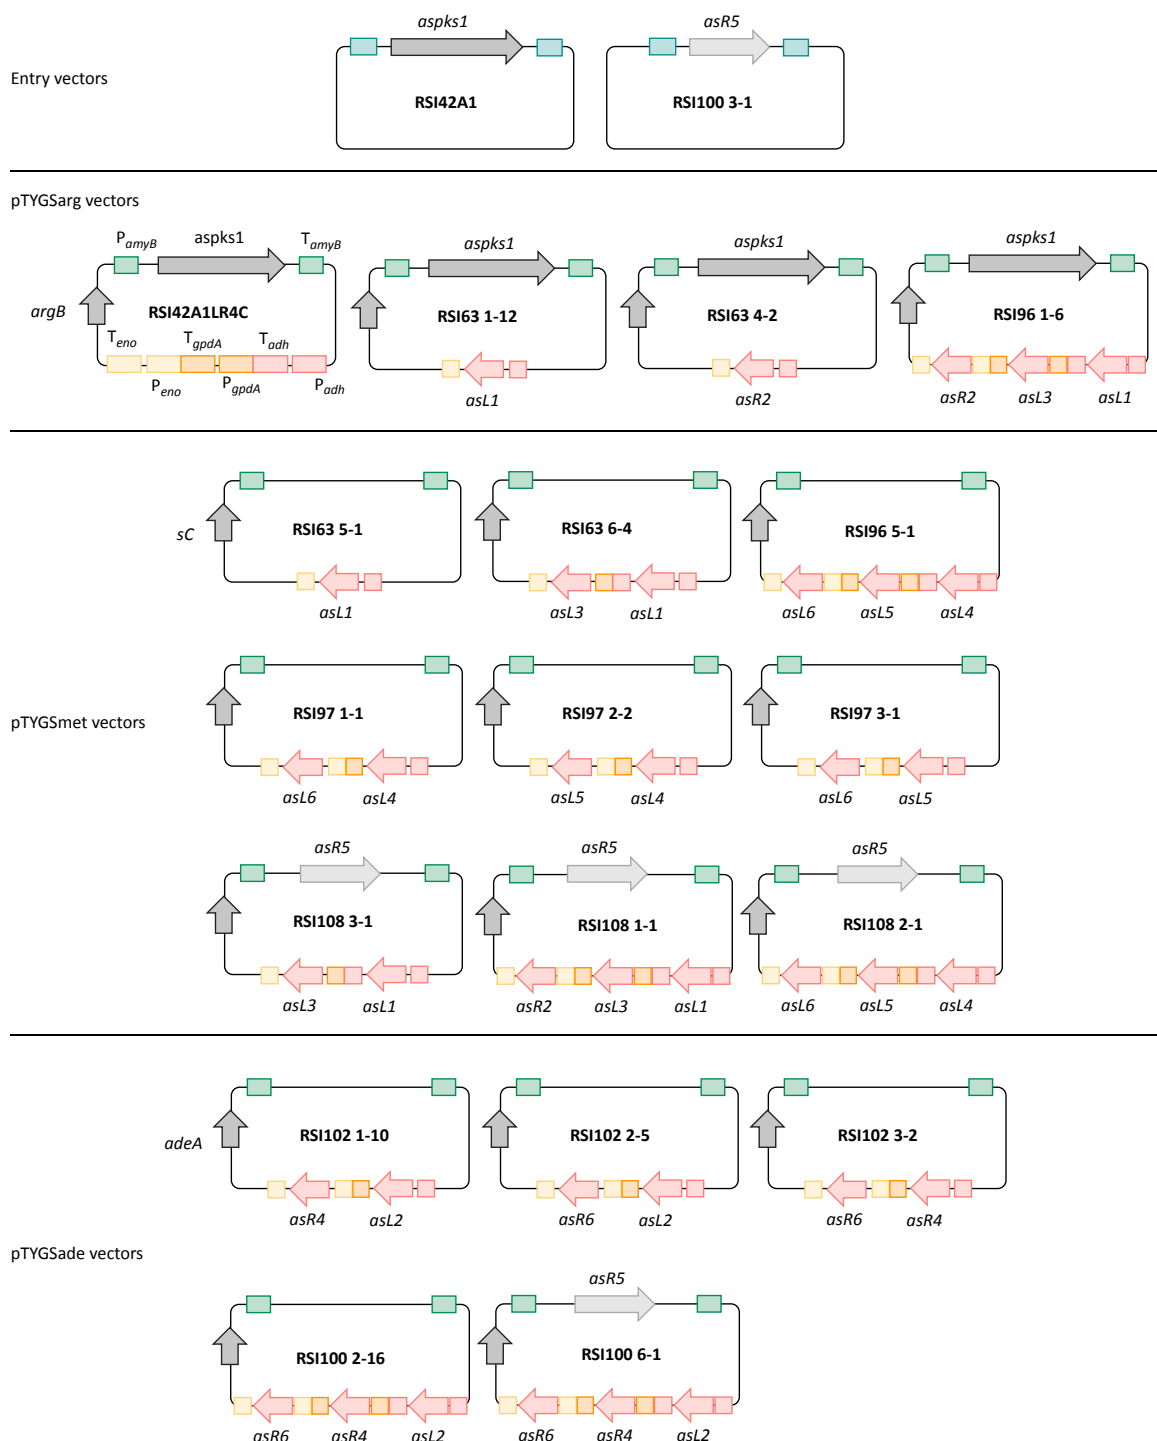 aspks1 asR5
Entry vectors
RSI42A1 RSI100 3-1
pTYGSarg vectors
PamyB aspks1 TamyB aspks1 aspks1 aspks1
argB RSI42A1LR4C RSI63 1-12 RSI63 4-2 RSI96 1-6
Teno TgpdA Tadh
Peno PgpdA Padh
asL1 asR2 asR2 asL3 asL1
sC RSI63 5-1 RSI63 6-4 RSI96 5-1
asL1 asL3 asL1 asL6 asL5 asL4
pTYGSmet vectors
RSI97 1-1 RSI97 2-2 RSI97 3-1
asL6 asL4 asL5 asL4 asL6 asL5
asR5 asR5 asR5
RSI108 3-1 RSI108 1-1 RSI108 2-1
asL3 asL1 asR2 asL3 asL1 asL6 asL5 asL4
adeA RSI102 1-10 RSI102 2-5 RSI102 3-2
asR4 asL2 asR6 asL2 asR6 asR4
pTYGSade vectors
asR5
RSI100 2-16 RSI100 6-1
asR6 asR4 asL2 asR6 asR4 asL2